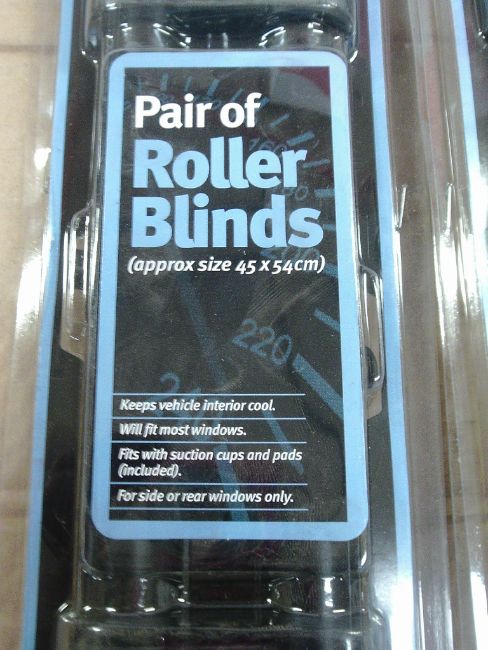 Pair of
Roller
Blinds
(approx size 45 x 54cm)
220
Keeps vehicle interior cool.
Will fit most windows.
Fits with suction cups and pads
(included).
For side or rear windows only.